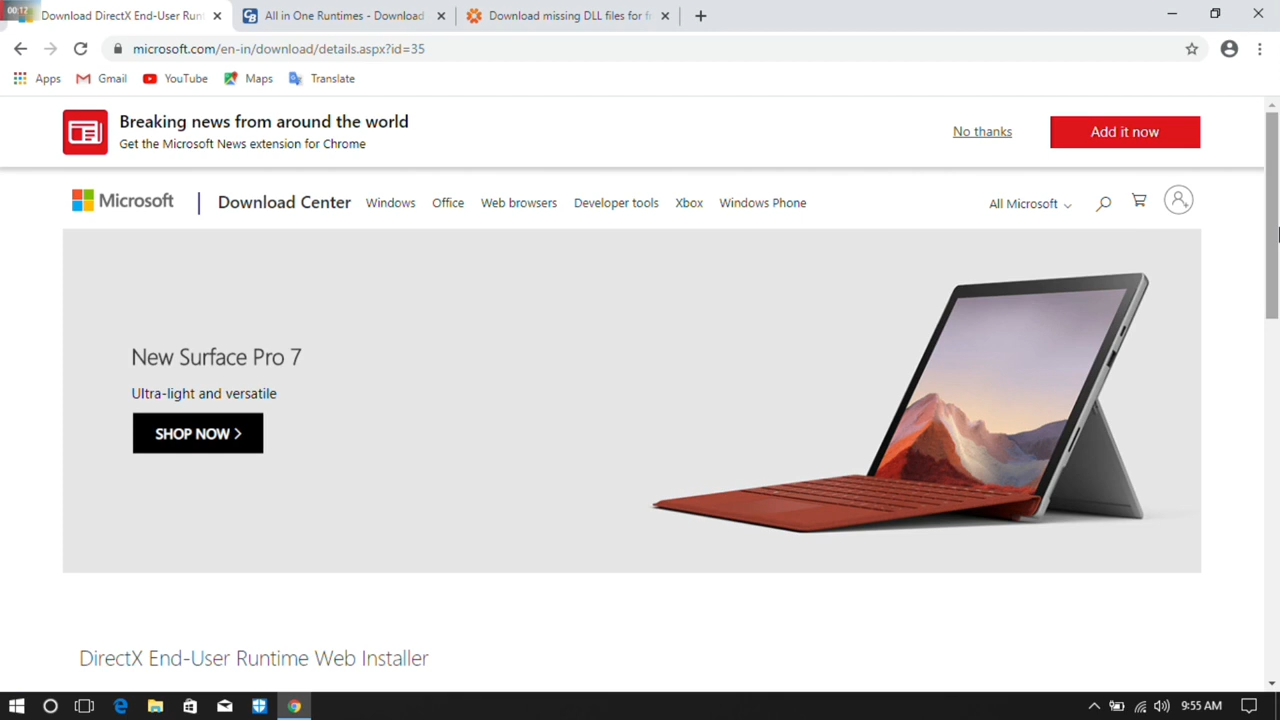 00:12
Download DirectX End-User Runt
All in One Runtimes - Download
Download missing DLL files for f
microsoft.com/en-in/download/details.aspx?id=35
Apps
Gmail
YouTube
Maps
Translate
Breaking news from around the world
Get the Microsoft News extension for Chrome
No thanks
Add it now
Microsoft
Download Center
Windows
Office
Web browsers
Developer tools
Xbox
Windows Phone
All Microsoft
New Surface Pro 7
Ultra-light and versatile
SHOP NOW >
DirectX End-User Runtime Web Installer
9:55 AM